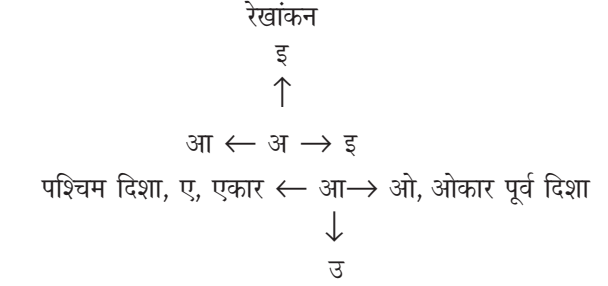 रेखांकन
इ
↑
आ ← अ → इ
पश्चिम दिशा, ए, एकार ← आ→ ओ, ओकार पूर्व दिशा
↓
उ